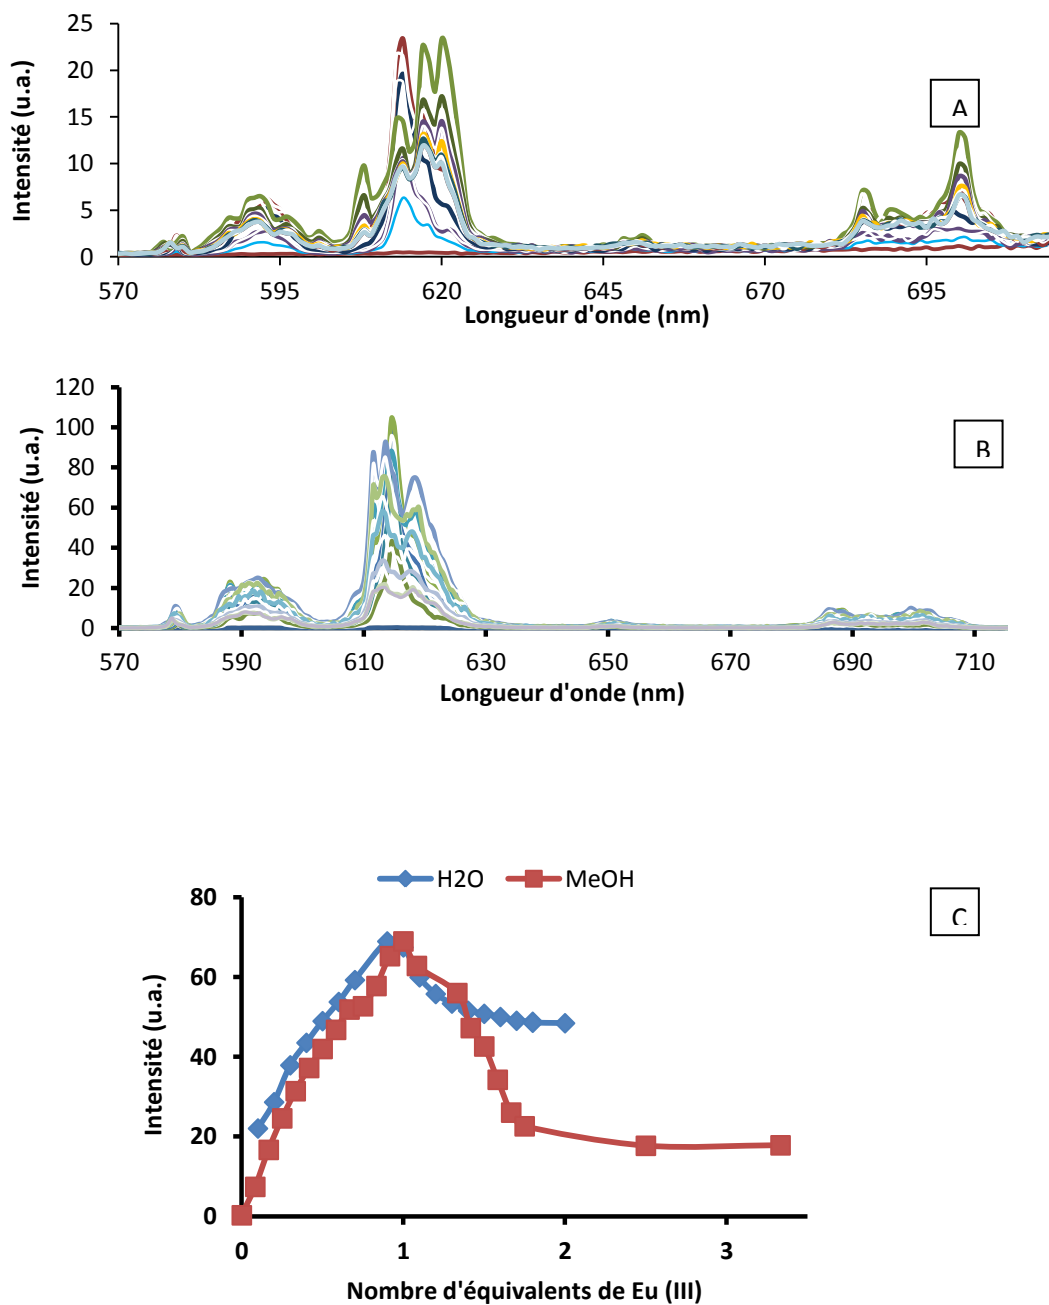 25
20
15
10
5
0
Intensité (u.a.)
A
570 595 620 645 670 695
Longueur d'onde (nm)
120
100
80
60
40
20
0
Intensité (u.a.)
B
570 590 610 630 650 670 690 710
Longueur d'onde (nm)
H2O MeOH
C
80
60
40
20
0
Intensité (u.a.)
0 1 2 3
Nombre d'équivalents de Eu (III)